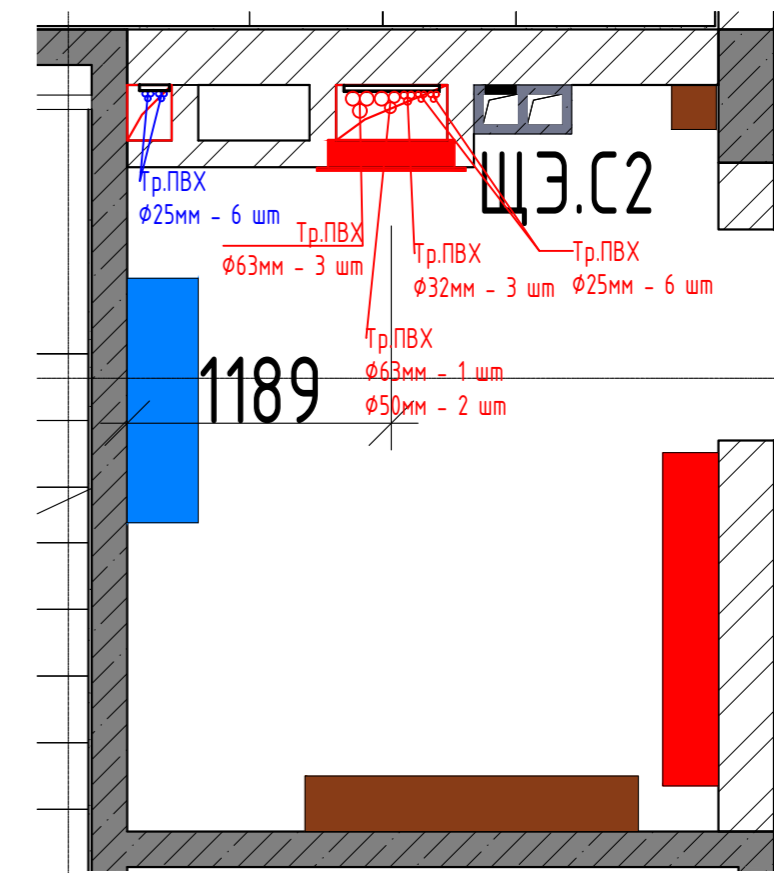 ЩЭ.С2
Тр.ПВХ
Ф25мм - 6 шт
Тр.ПВХ
Ф63мм - 3 шт
Тр.ПВХ
Ф32мм - 3 шт
Тр.ПВХ
Ф25мм - 6 шт
Тр.ПВХ
Ф63мм - 1 шт
Ф50мм - 2 шт
1189